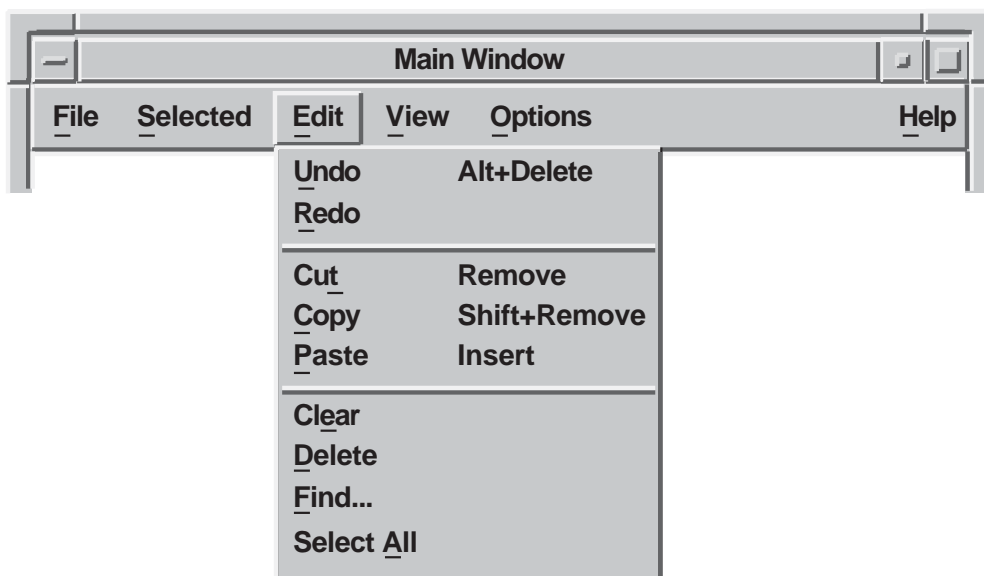 Main Window
File Selected Edit View Options Help
Undo Alt+Delete
Redo
Cut Remove
Copy Shift+Remove
Paste Insert
Clear
Delete
Find...
Select All